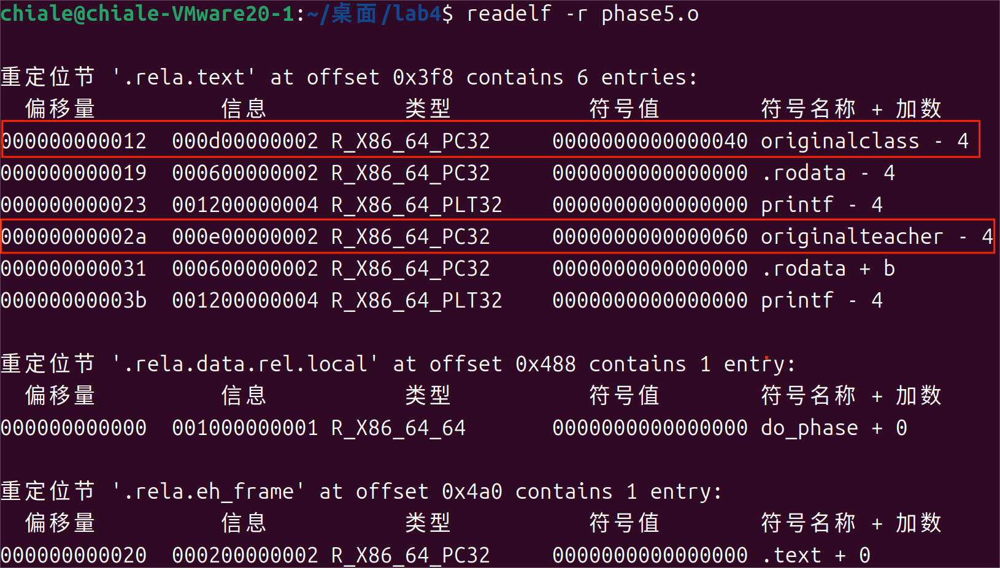 chiale@chiale-VMware20-1:~/桌面/lab4$ readelf -r phase5.o
重定位节 '.rela.text' at offset 0x3f8 contains 6 entries:
偏移量 信息 类型 符号值 符号名称 + 加数
000000000012 000d00000002 R_X86_64_PC32 0000000000000040 originalclass - 4
000000000019 000600000002 R_X86_64_PC32 0000000000000000 .rodata - 4
000000000023 001200000004 R_X86_64_PLT32 0000000000000000 printf - 4
00000000002a 000e00000002 R_X86_64_PC32 0000000000000060 originalteacher - 4
000000000031 000600000002 R_X86_64_PC32 0000000000000000 .rodata + b
00000000003b 001200000004 R_X86_64_PLT32 0000000000000000 printf - 4
重定位节 '.rela.data.rel.local' at offset 0x488 contains 1 entry:
偏移量 信息 类型 符号值 符号名称 + 加数
000000000000 001000000001 R_X86_64_64 0000000000000000 do_phase + 0
重定位节 '.rela.eh_frame' at offset 0x4a0 contains 1 entry:
偏移量 信息 类型 符号值 符号名称 + 加数
000000000020 000200000002 R_X86_64_PC32 0000000000000000 .text + 0